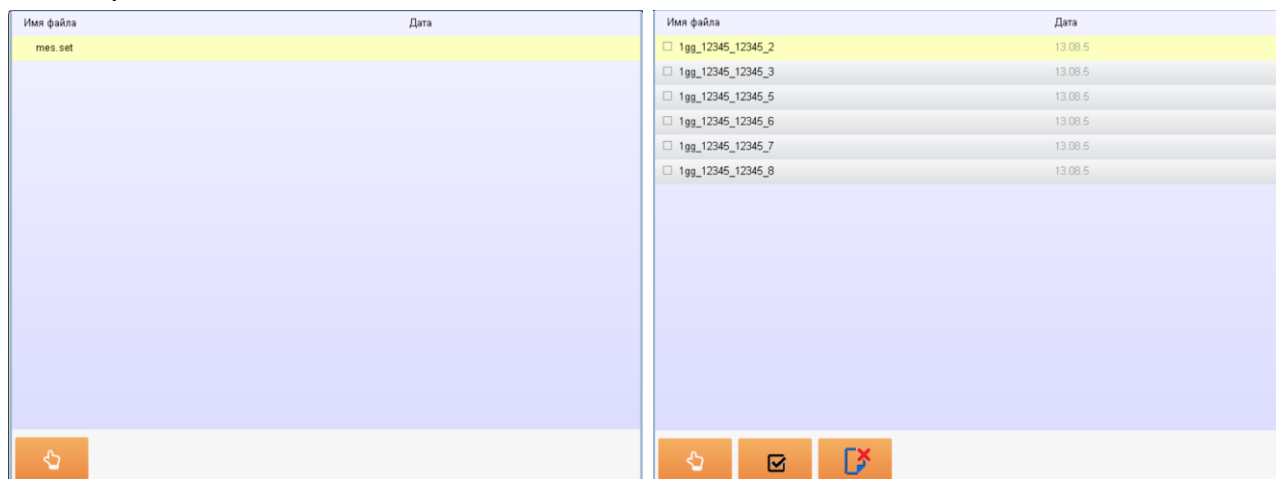 Имя файла Дата
mes.set
Имя файла Дата
1gg_12345_12345_2 13.08.5
1gg_12345_12345_3 13.08.5
1gg_12345_12345_5 13.08.5
1gg_12345_12345_6 13.08.5
1gg_12345_12345_7 13.08.5
1gg_12345_12345_8 13.08.5